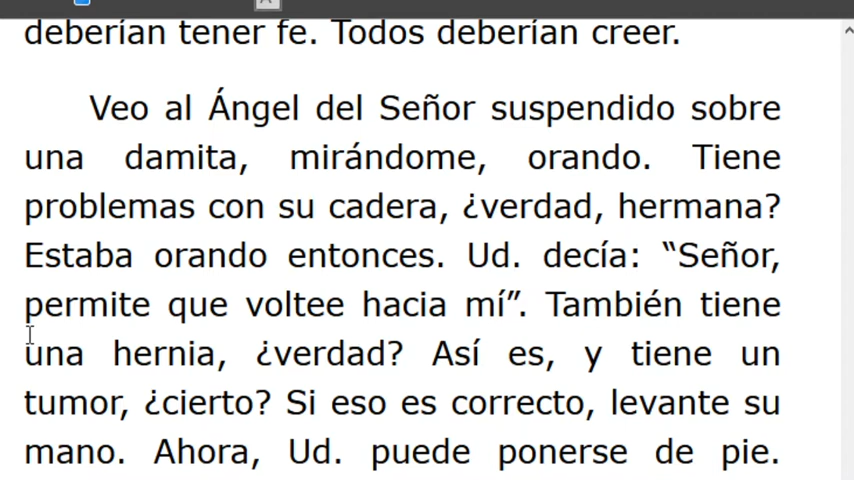 deberían tener fe. Todos deberían creer.
Veo al Ángel del Señor suspendido sobre
una damita, mirándome, orando. Tiene
problemas con su cadera, ¿verdad, hermana?
Estaba orando entonces. Ud. decía: “Señor,
permite que voltee hacia mí”. También tiene
una hernia, ¿verdad? Así es, y tiene un
tumor, ¿cierto? Si eso es correcto, levante su
mano. Ahora, Ud. puede ponerse de pie.